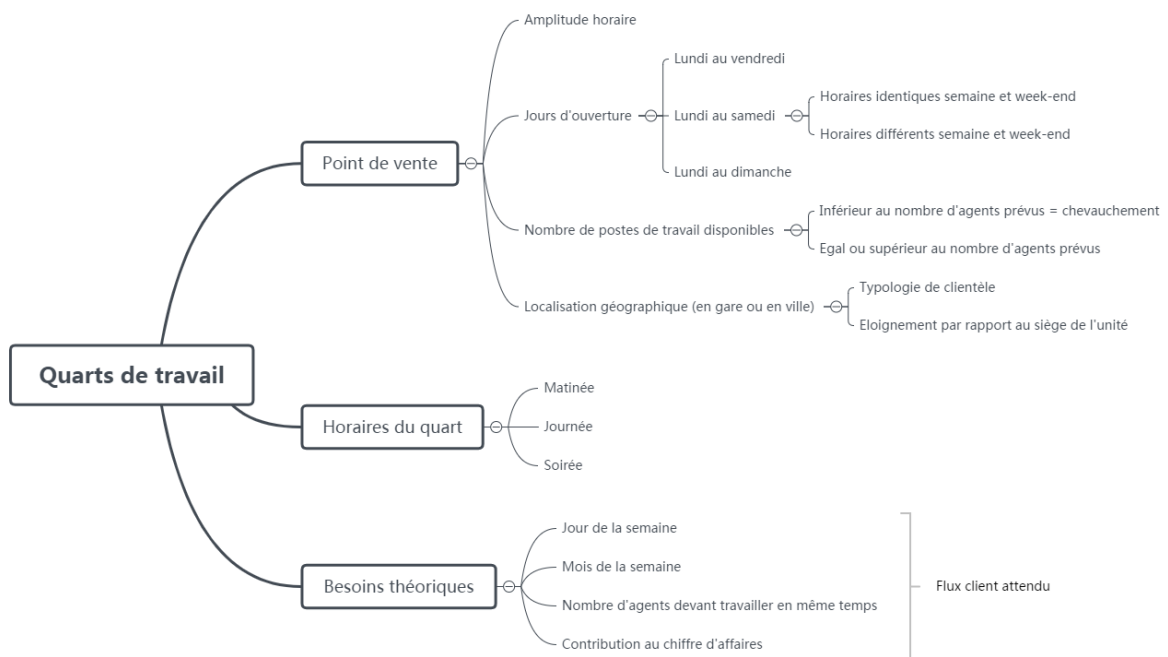 Quarts de travail
Point de vente
Amplitude horaire
Jours d'ouverture
Lundi au vendredi
Lundi au samedi
Horaires identiques semaine et week-end
Horaires différents semaine et week-end
Lundi au dimanche
Nombre de postes de travail disponibles
Inférieur au nombre d'agents prévus = chevauchement
Egal ou supérieur au nombre d'agents prévus
Localisation géographique (en gare ou en ville)
Typologie de clientèle
Eloignement par rapport au siège de l'unité
Horaires du quart
Matinée
Journée
Soirée
Besoins théoriques
Jour de la semaine
Mois de la semaine
Nombre d'agents devant travailler en même temps
Contribution au chiffre d'affaires
Flux client attendu